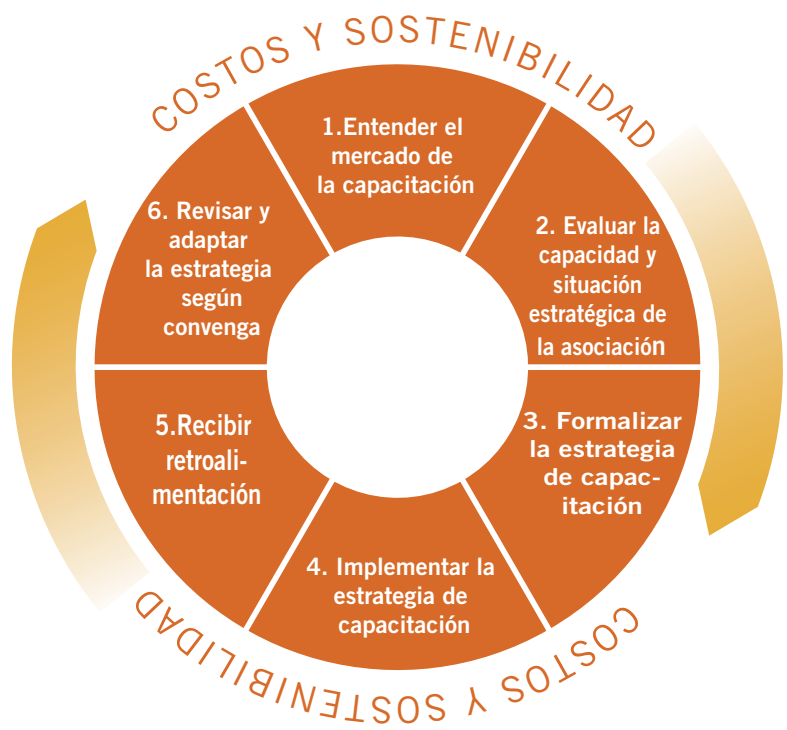 COSTOS Y SOSTENIBILIDAD
1.Entender el
mercado de
la capacitación
2. Evaluar la
capacidad y
situación
estratégica de
la asociación
3. Formalizar
la estrategia
de capac-
itación
4. Implementar la
estrategia de
capacitación
5.Recibir
retroali-
mentación
6. Revisar y
adaptar
la estrategia
según
convenga
COSTOS Y SOSTENIBILIDAD